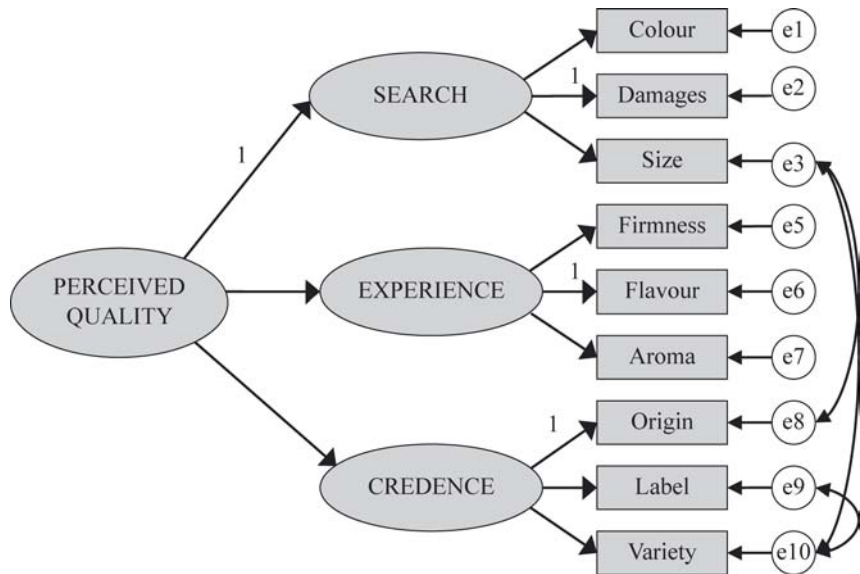 Colour
e1
1
SEARCH
Damages
e2
Size
e3
1
Firmness
e5
PERCEIVED
QUALITY
EXPERIENCE
1
Flavour
e6
Aroma
e7
1
Origin
e8
CREDENCE
Label
e9
Variety
e10